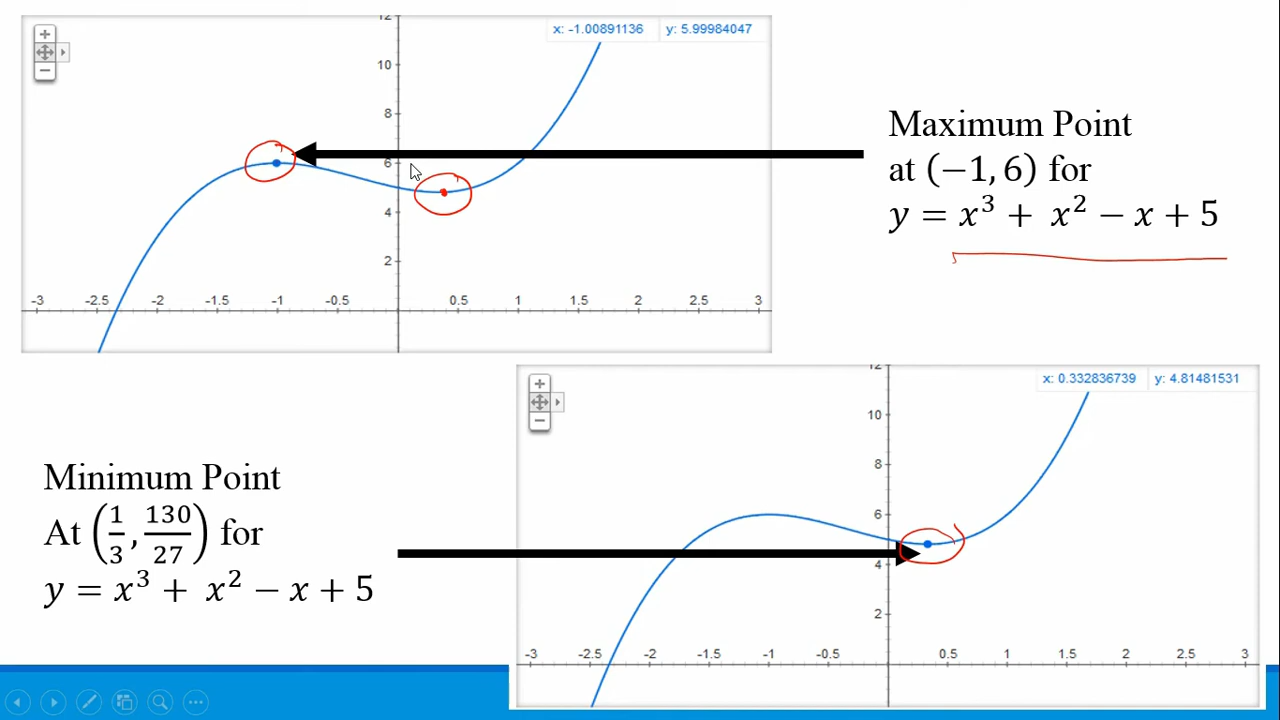 x: -1.00891136 y: 5.99984047
12
10
8
6
4
2
-3 -2.5 -2 -1.5 -1 -0.5 0.5 1 1.5 2 2.5 3
Maximum Point
at (−1, 6) for
y = x³ + x² − x + 5
Minimum Point
At (1/3, 130/27) for
y = x³ + x² − x + 5
x: 0.332836739 y: 4.81481531
12
10
8
6
4
2
-3 -2.5 -2 -1.5 -1 -0.5 0.5 1 1.5 2 2.5 3